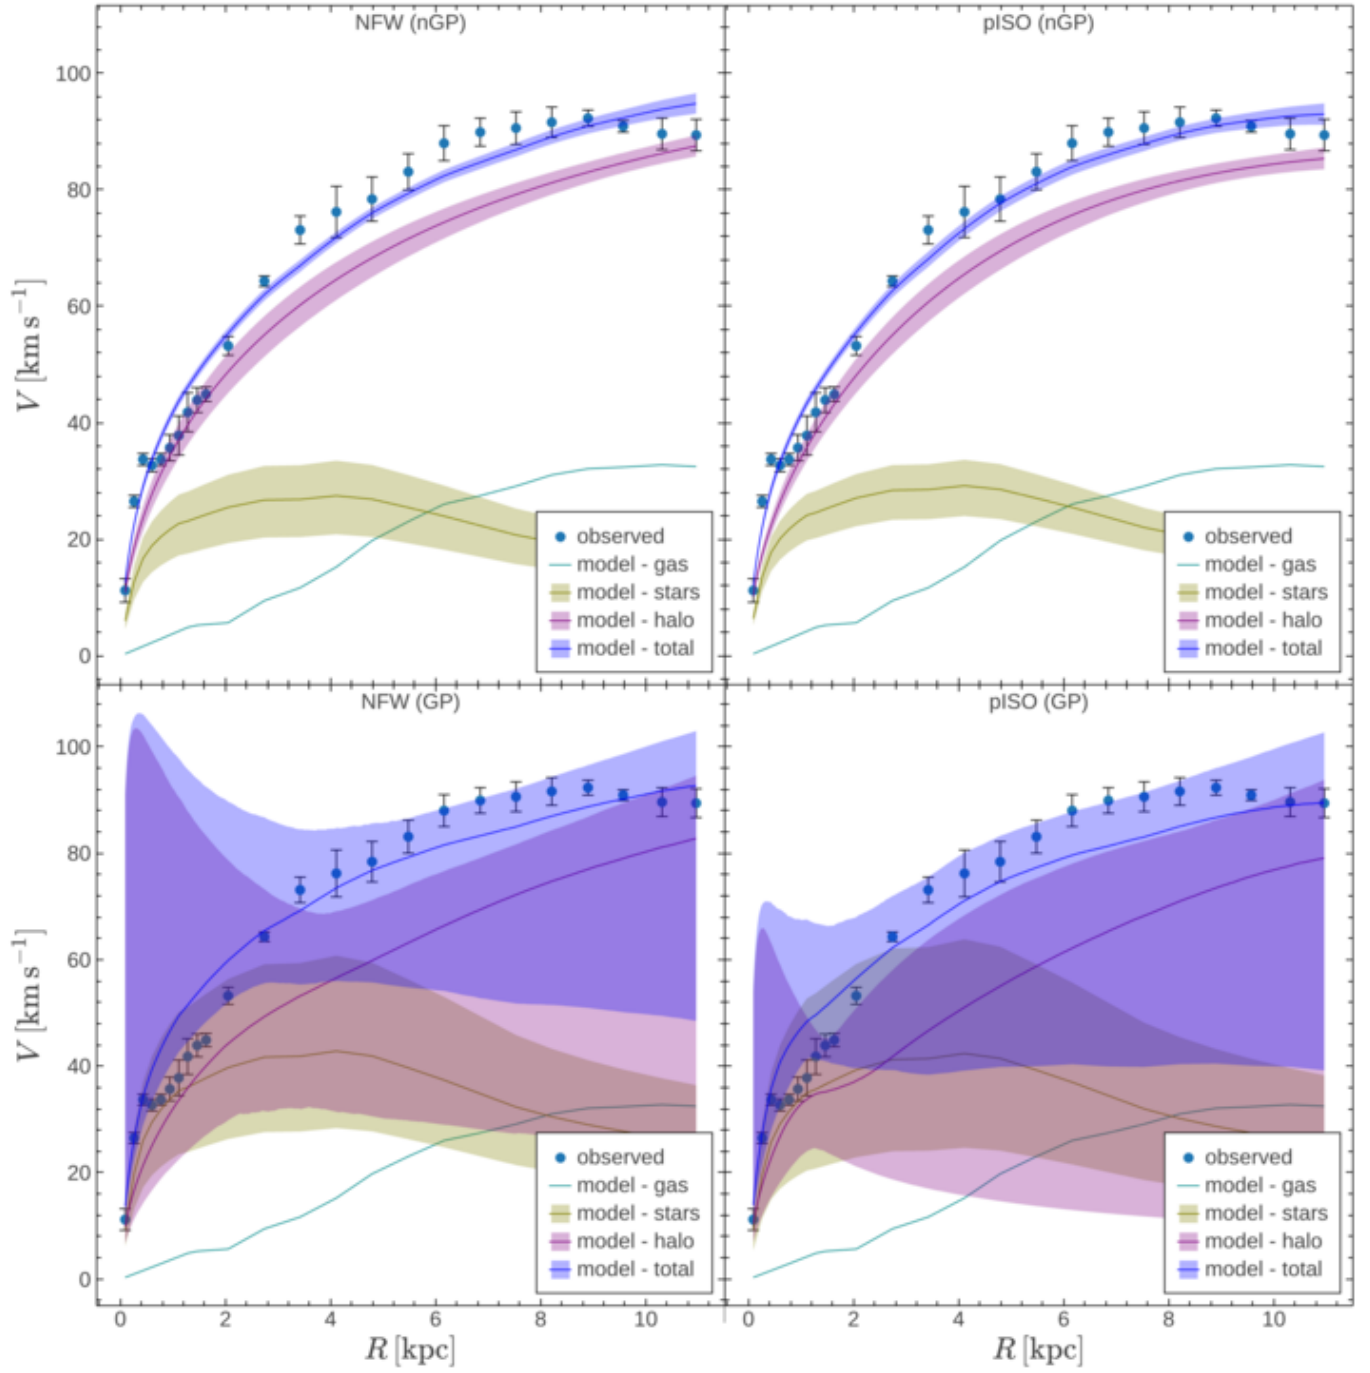 NFW (nGP)
pISO (nGP)
100
80
60
40
20
0
V [km s⁻¹]
observed
model - gas
model - stars
model - halo
model - total
observed
model - gas
model - stars
model - halo
model - total
NFW (GP)
pISO (GP)
100
80
60
40
20
0
V [km s⁻¹]
observed
model - gas
model - stars
model - halo
model - total
observed
model - gas
model - stars
model - halo
model - total
0 2 4 6 8 10
0 2 4 6 8 10
R [kpc]
R [kpc]